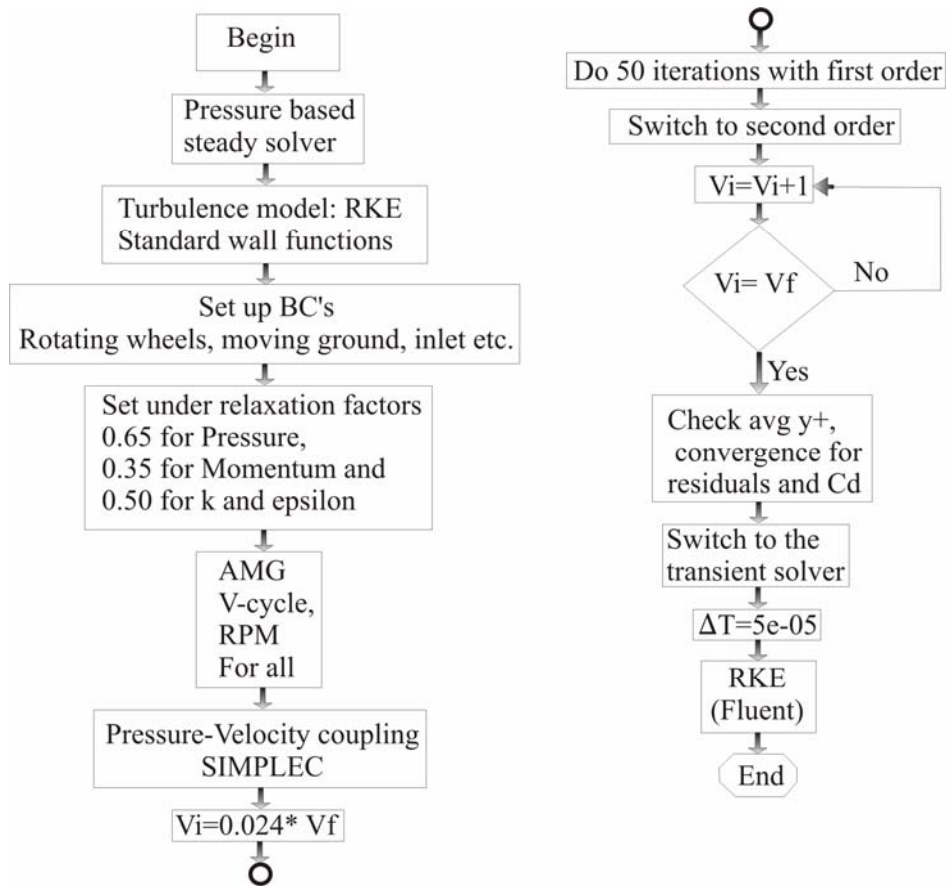 Begin
Pressure based
steady solver
Turbulence model: RKE
Standard wall functions
Set up BC's
Rotating wheels, moving ground, inlet etc.
Set under relaxation factors
0.65 for Pressure,
0.35 for Momentum and
0.50 for k and epsilon
AMG
V-cycle,
RPM
For all
Pressure-Velocity coupling
SIMPLEC
Vi=0.024* Vf
Do 50 iterations with first order
Switch to second order
Vi=Vi+1
Vi= Vf
No
Yes
Check avg y+,
convergence for
residuals and Cd
Switch to the
transient solver
ΔT=5e-05
RKE
(Fluent)
End